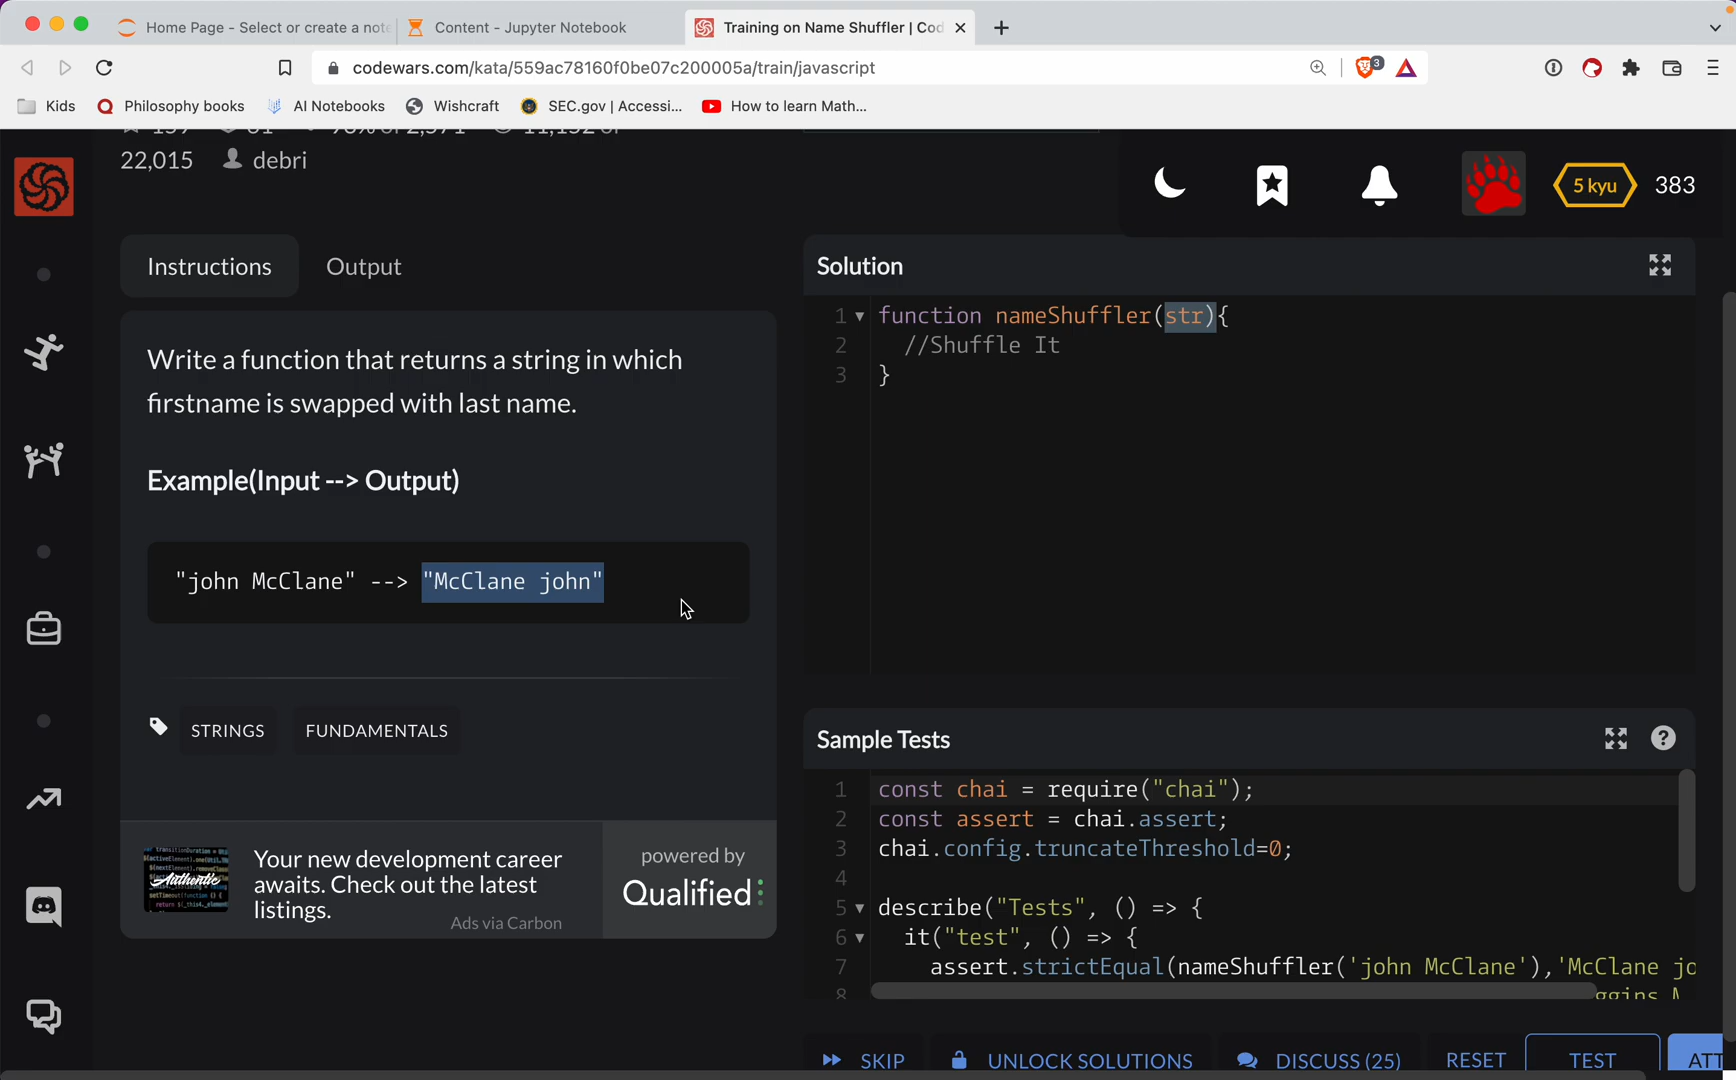 Home Page - Select or create a note
Content - Jupyter Notebook
Training on Name Shuffler | Cod
codewars.com/kata/559ac78160f0be07c200005a/train/javascript
3
Kids
Philosophy books
AI Notebooks
Wishcraft
SEC.gov | Accessi...
How to learn Math...
22,015
debri
5 kyu
383
Instructions
Output
Write a function that returns a string in which
firstname is swapped with last name.
Example(Input --> Output)
"john McClane" --> "McClane john"
STRINGS
FUNDAMENTALS
Authentic
Your new development career
awaits. Check out the latest
listings.
Ads via Carbon
powered by
Qualified
Solution
1 function nameShuffler(str){
2 //Shuffle It
3 }
Sample Tests
1 const chai = require("chai");
2 const assert = chai.assert;
3 chai.config.truncateThreshold=0;
4
5 describe("Tests", () => {
6 it("test", () => {
7 assert.strictEqual(nameShuffler('john McClane'),'McClane jo
8
SKIP
UNLOCK SOLUTIONS
DISCUSS (25)
RESET
TEST
ATT